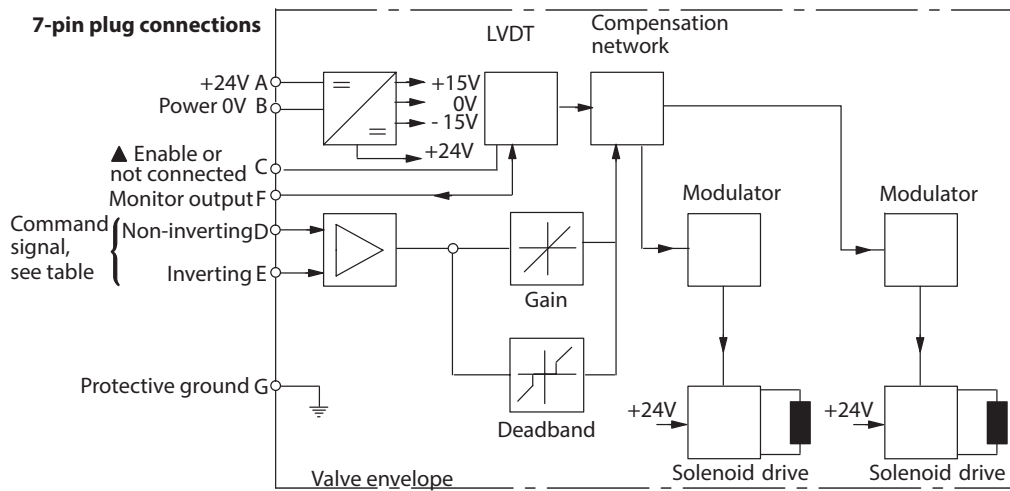 7-pin plug connections
LVDT
Compensation
network
+24V A
Power 0V B
+15V
0V
- 15V
+24V
▲ Enable or
not connected
C
Monitor output F
Modulator
Modulator
Command
signal,
see table
Non-inverting D
Inverting E
Gain
Protective ground G
Deadband
+24V
+24V
Solenoid drive
Solenoid drive
Valve envelope